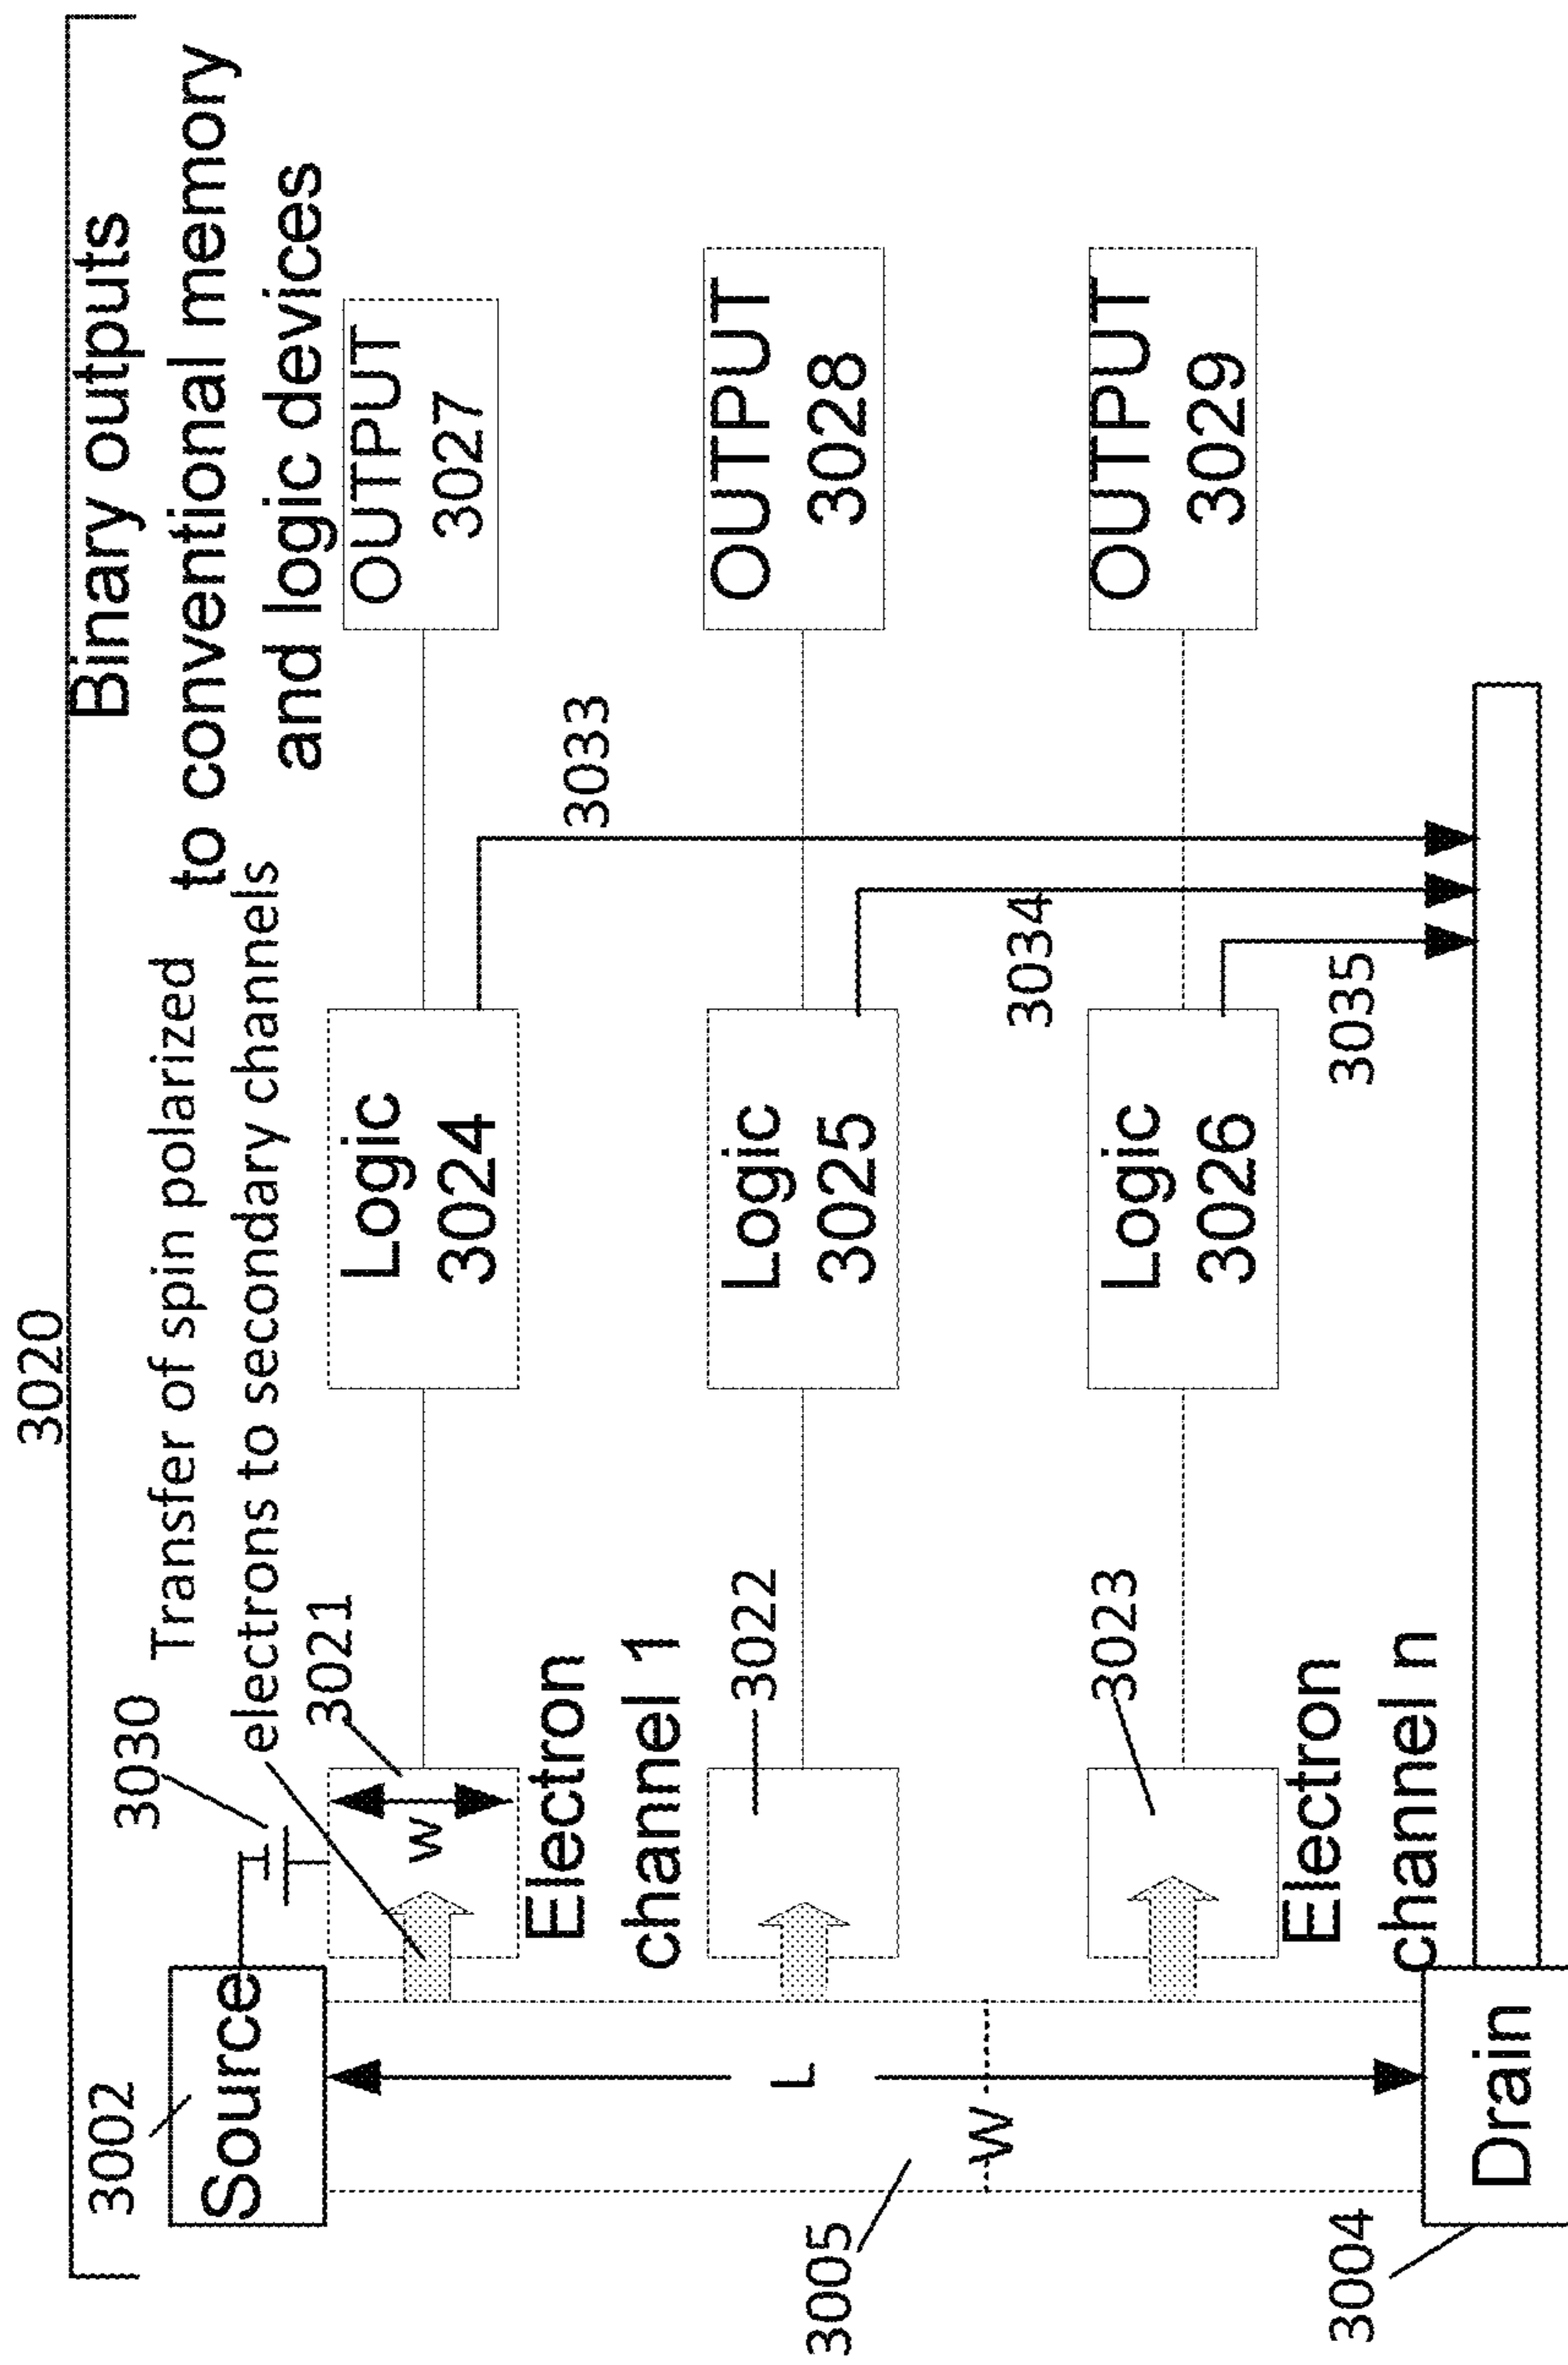 3020
Binary outputs
to conventional memory
and logic devices
3030
Transfer of spin polarized
electrons to secondary channels
3002
Source
3021
w
Electron
channel 1
Logic
3024
OUTPUT
3027
3033
3022
Logic
3025
OUTPUT
3028
3034
L
W
3005
3023
Electron
channel n
Logic
3026
OUTPUT
3029
3035
3004
Drain